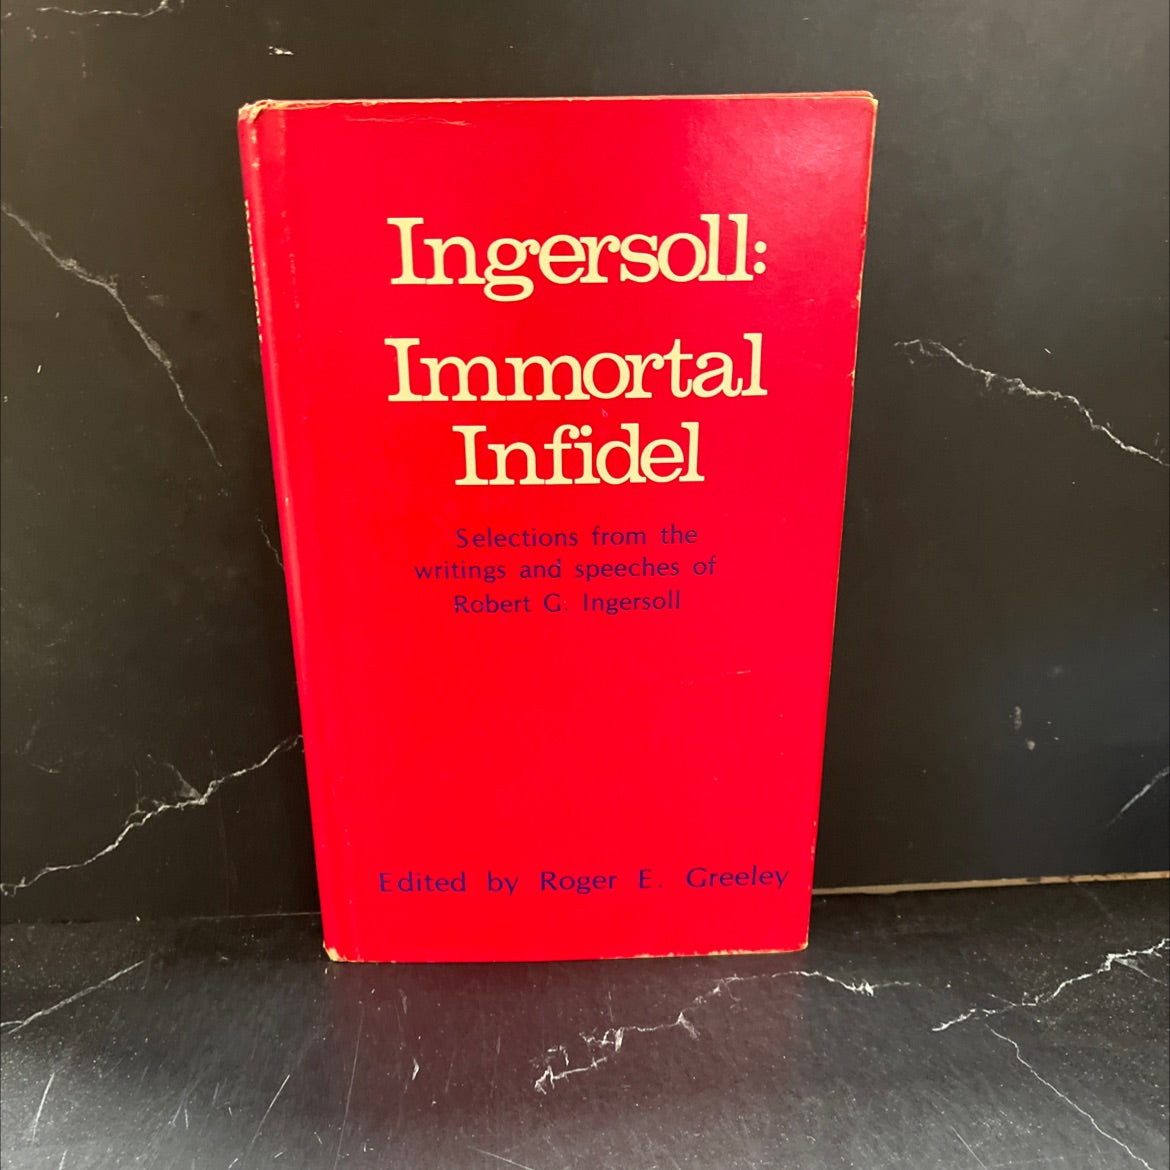 Ingersoll:
Immortal
Infidel
Selections from the
writings and speeches of
Robert G. Ingersoll
Edited by Roger E. Greeley